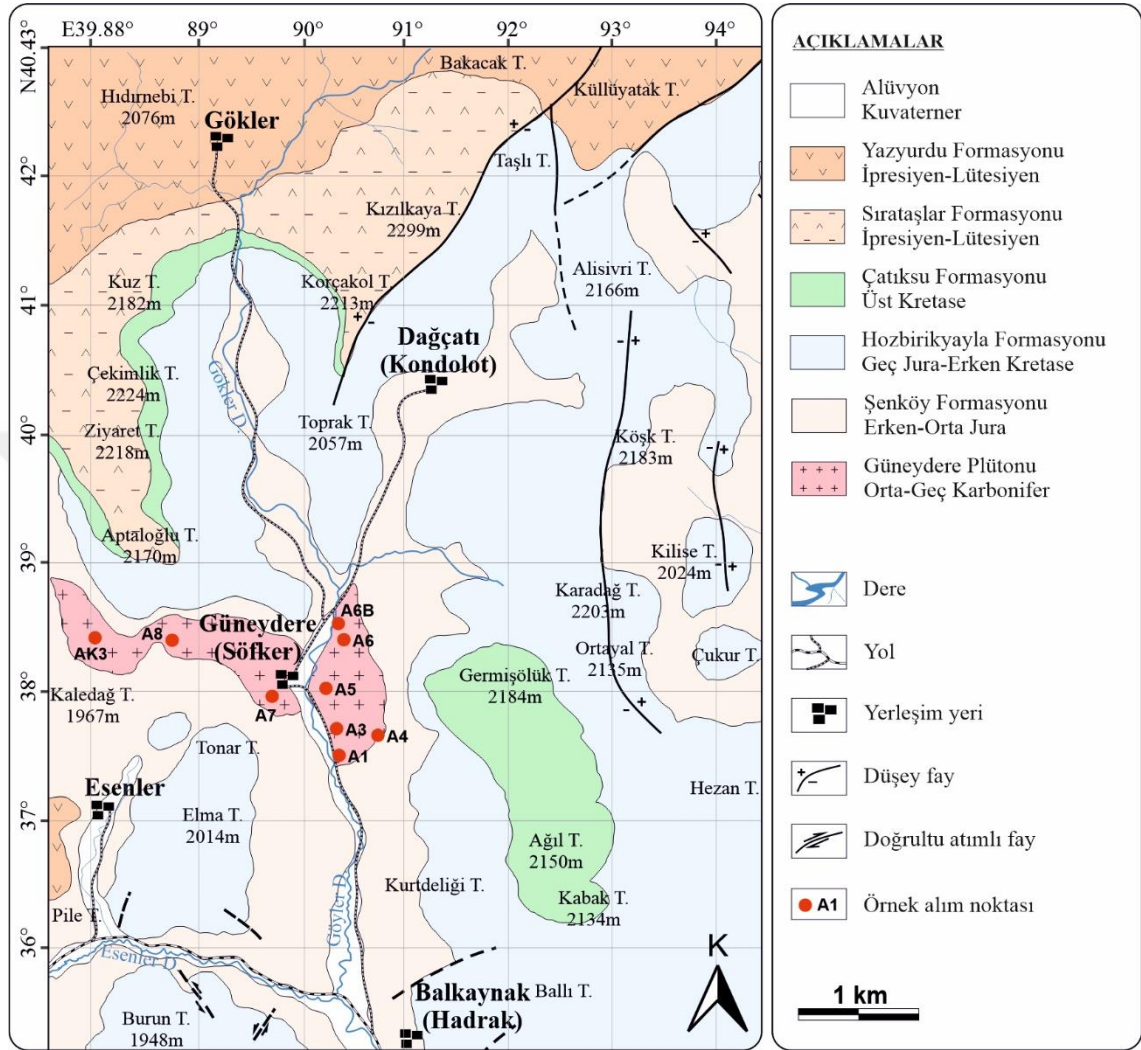 E39.88°
89°
90°
91°
92°
93°
94°
N40.43°
42°
41°
40°
39°
38°
37°
36°
Bakacak T.
Hıdırnebi T.
2076m
Küllüyatak T.
Gökler
Taşlı T.
Kızılkaya T.
2299m
Alisivri T.
2166m
Kuz T.
2182m
Korçakol T.
2213m
Dağçatı
(Kondolot)
Gökler D.
Çekimlik T.
2224m
Toprak T.
2057m
Ziyaret T.
2218m
Köşk T.
2183m
Aptaloğlu T.
2170m
Kilise T.
2024m
Karadağ T.
2203m
A6B
Güneydere
(Söfker)
A8
A6
AK3
Ortayal T.
2135m
Çukur T.
Germişölük T.
2184m
Kaledağ T.
1967m
A5
A7
A3
A4
A1
Tonar T.
Esenler
Hezan T.
Elma T.
2014m
Ağıl T.
2150m
Kurtdeliği T.
Kabak T.
2134m
Göyler D.
Pile T.
Esenler D.
K
Balkaynak
(Hadrak)
Ballı T.
Burun T.
1948m
AÇIKLAMALAR
Alüvyon
Kuvaterner
Yazyurdu Formasyonu
İpresiyen-Lütesiyen
Sırataşlar Formasyonu
İpresiyen-Lütesiyen
Çatıksu Formasyonu
Üst Kretase
Hozbirikyayla Formasyonu
Geç Jura-Erken Kretase
Şenköy Formasyonu
Erken-Orta Jura
Güneydere Plütonu
Orta-Geç Karbonifer
Dere
Yol
Yerleşim yeri
Düşey fay
Doğrultu atımlı fay
A1 Örnek alım noktası
1 km